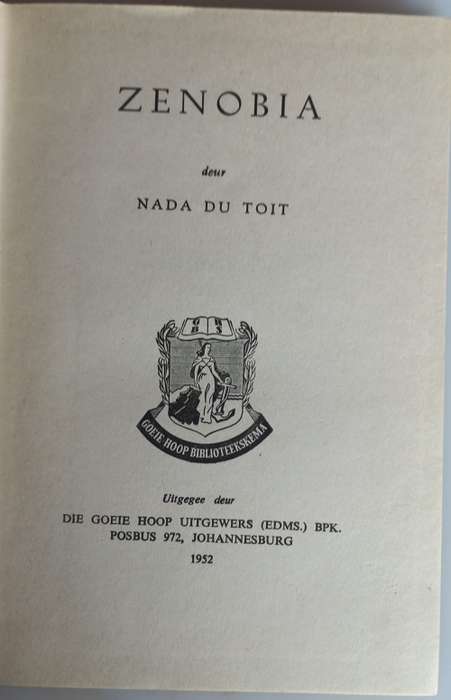 ZENOBIA
deur
NADA DU TOIT
GOEIE HOOP BIBLIOTEEKSKEMA
Uitgegee deur
DIE GOEIE HOOP UITGEWERS (EDMS.) BPK.
POSBUS 972, JOHANNESBURG
1952